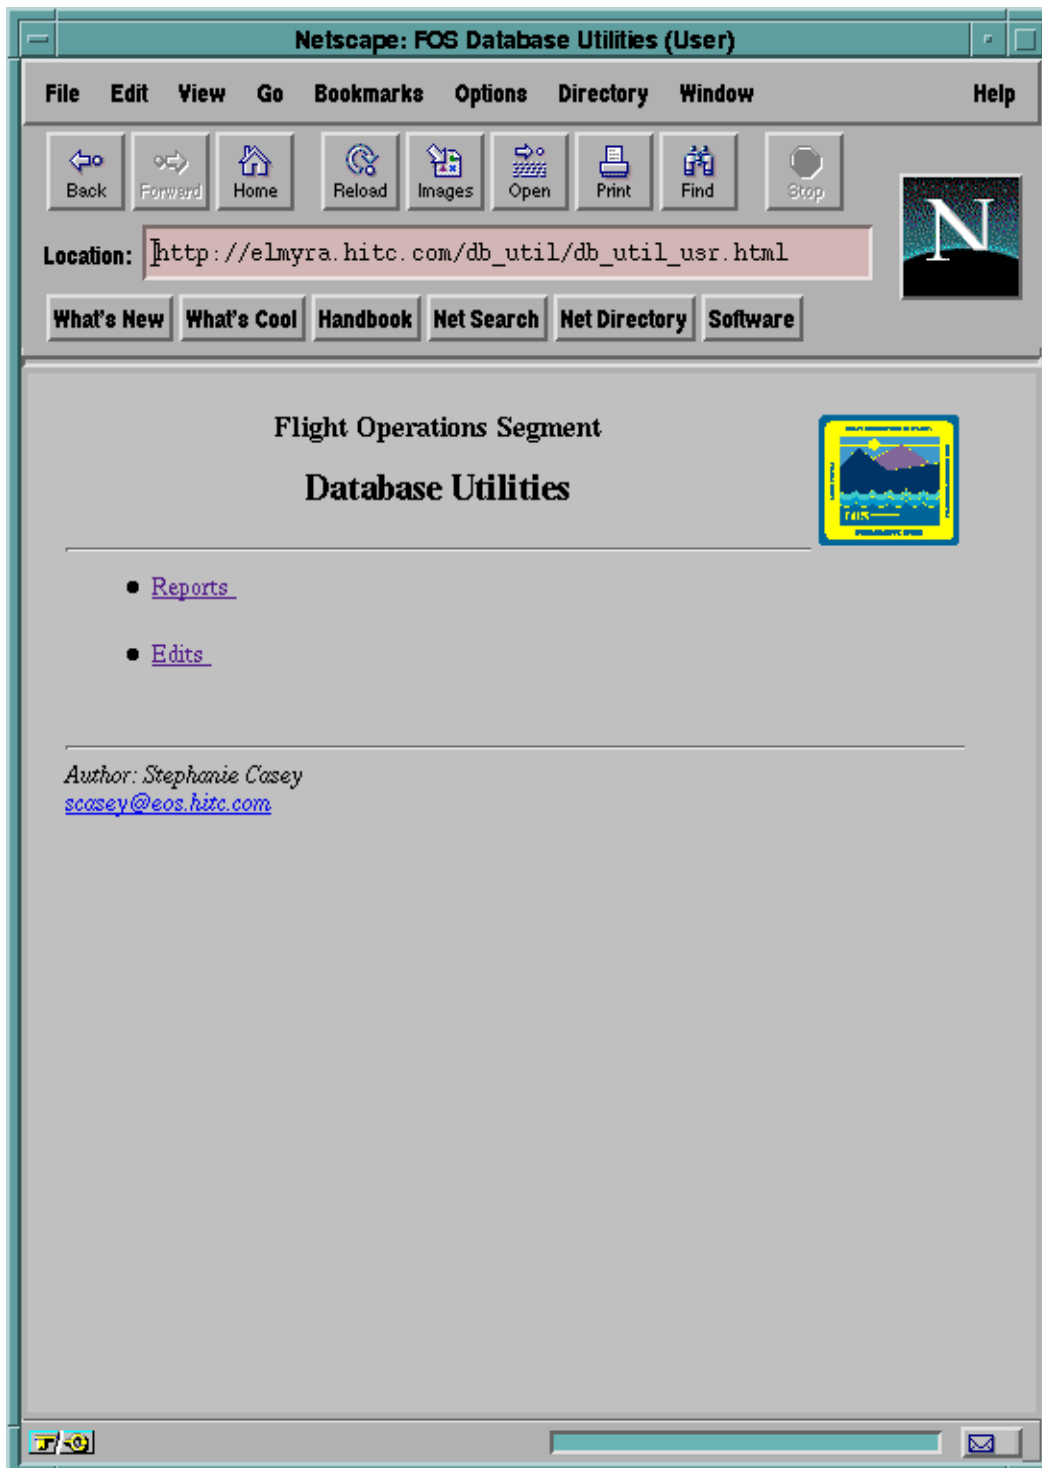 Netscape: FOS Database Utilities (User)
File Edit View Go Bookmarks Options Directory Window Help
Back Forward Home Reload Images Open Print Find Stop
N
Location: http://elmyra.hitc.com/db_util/db_util_usr.html
What's New What's Cool Handbook Net Search Net Directory Software
Flight Operations Segment
Database Utilities
Reports
Edits
Author: Stephanie Casey
scasey@eos.hitc.com